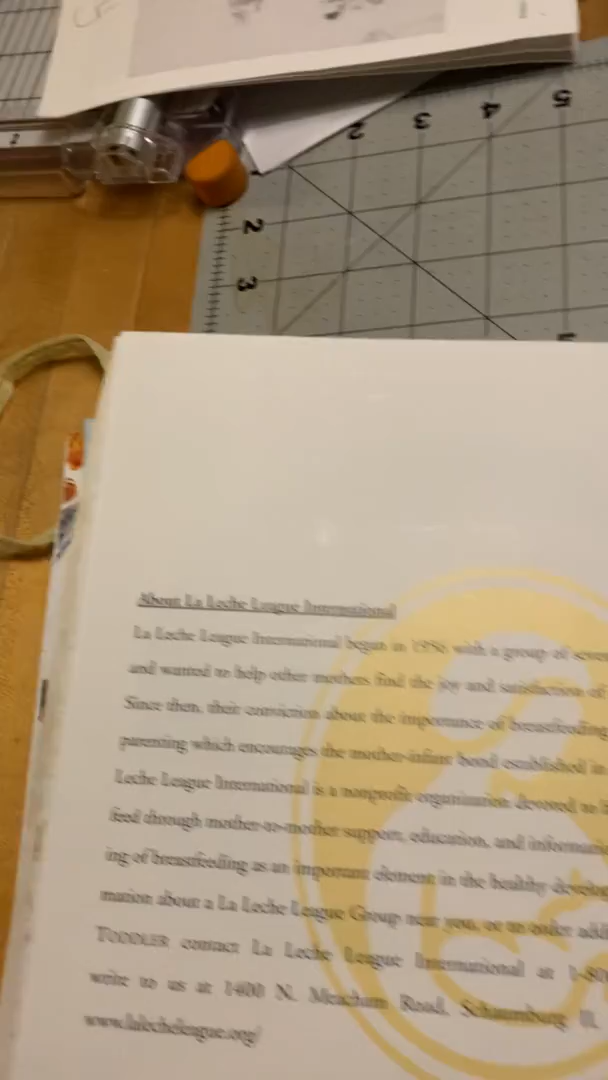 2 3 4 5
2
3
About La Leche League International
La Leche League International began in 1956 with a group of seven
and wanted to help other mothers find the joy and satisfaction of
Since then, their conviction about the importance of breastfeeding
parenting which encourages the mother-infant bond established in
Leche League International is a nonprofit organization devoted to
feed through mother-to-mother support, education, and
ing of breastfeeding as an important element in the healthy
mation about a La Leche League Group near you, or to order
TODDLER contact La Leche League International at
write to us at 1400 N. Meacham Road, Schaumburg IL
www.lalecheleague.org/